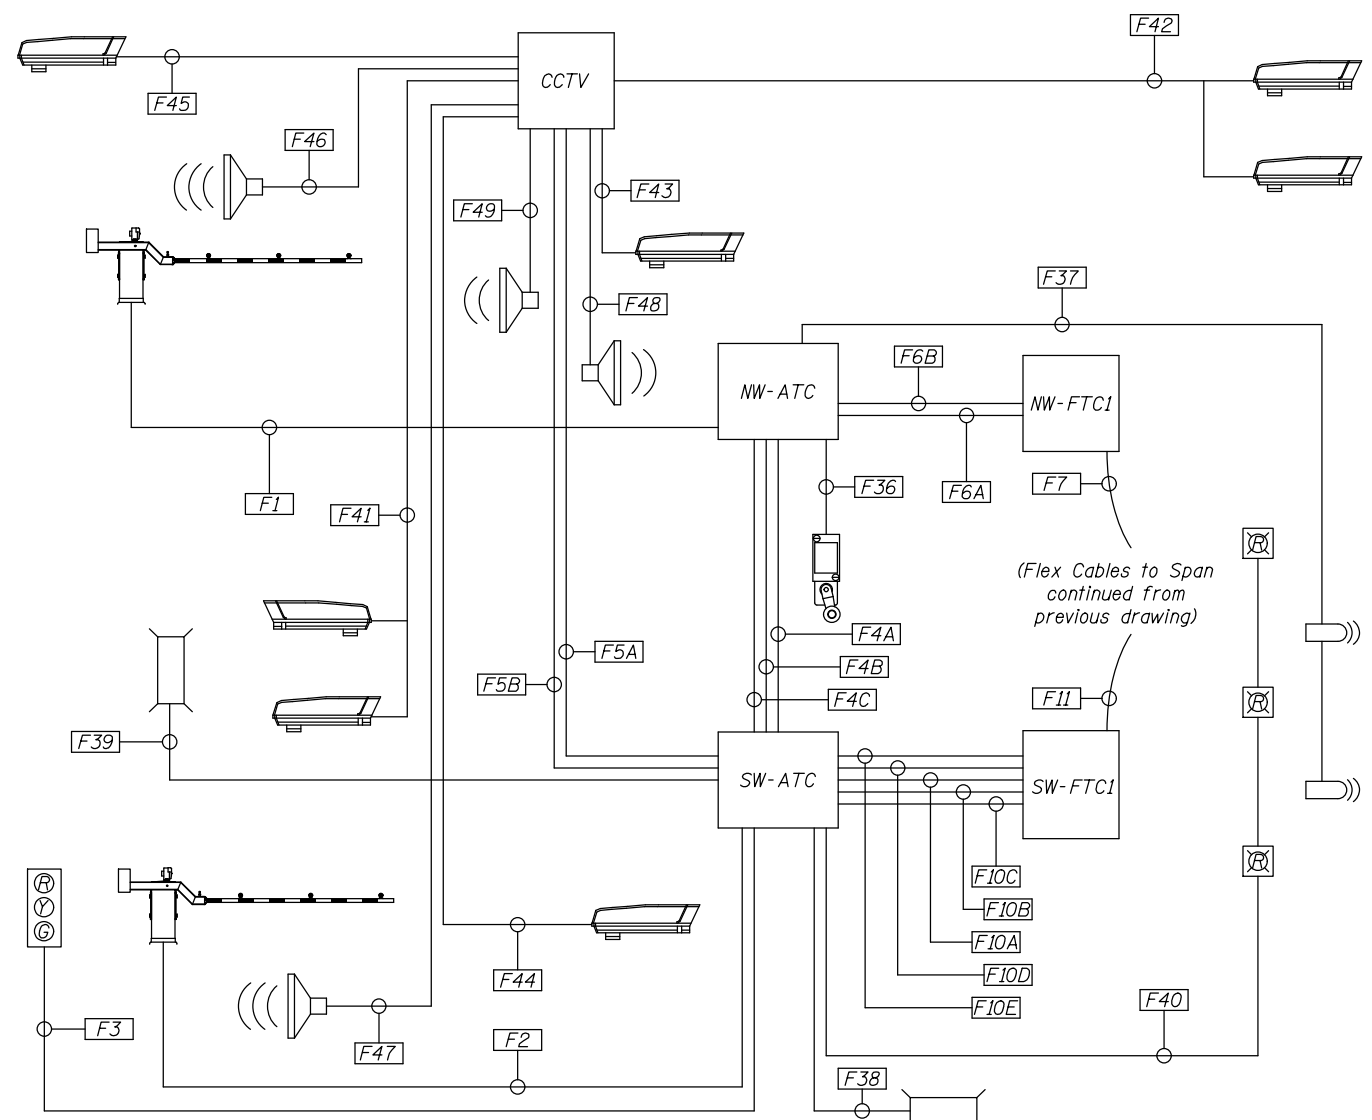 F42
CCTV
F45
F46
F43
F49
F37
F48
F6B
NW-ATC
NW-FTC1
F7
F36
F6A
F1
F41
R
(Flex Cables to Span
continued from
previous drawing)
F4A
F5A
F4B
F5B
F4C
F11
R
F39
SW-ATC
SW-FTC1
R
F10C
R
Y
G
F10B
F10A
F10D
F44
F10E
F40
F3
F2
F47
F38